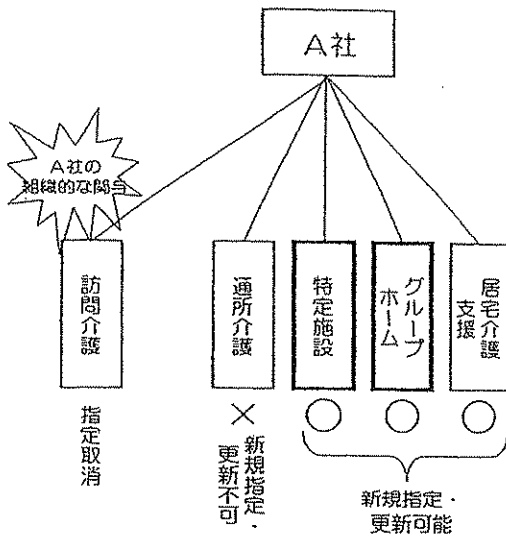 A社
A社の
組織的な関与
訪問介護
通所介護
特定施設
グループ
ホーム
居宅介護
支援
指定取消
×
新規指定・
更新不可
○
○
○
新規指定・
更新可能